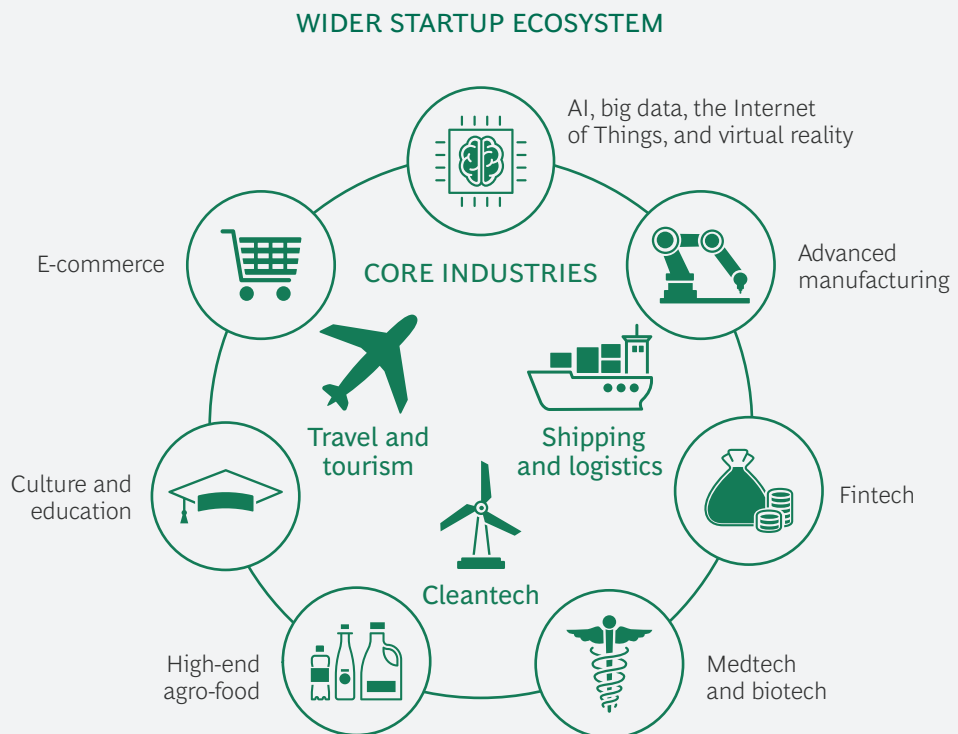 WIDER STARTUP ECOSYSTEM
AI, big data, the Internet
of Things, and virtual reality
E-commerce
CORE INDUSTRIES
Advanced
manufacturing
Travel and
tourism
Shipping
and logistics
Culture and
education
Fintech
Cleantech
High-end
agro-food
Medtech
and biotech